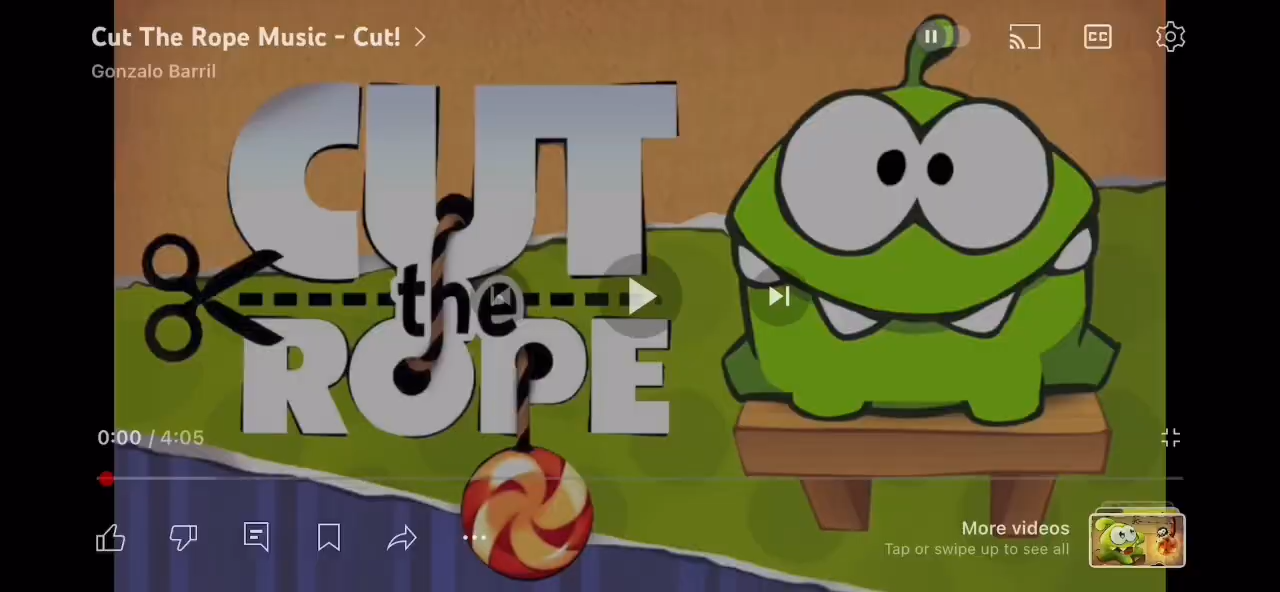 Cut The Rope Music - Cut!
Gonzalo Barril
CC
CUT
the
ROPE
0:00 / 4:05
More videos
Tap or swipe up to see all